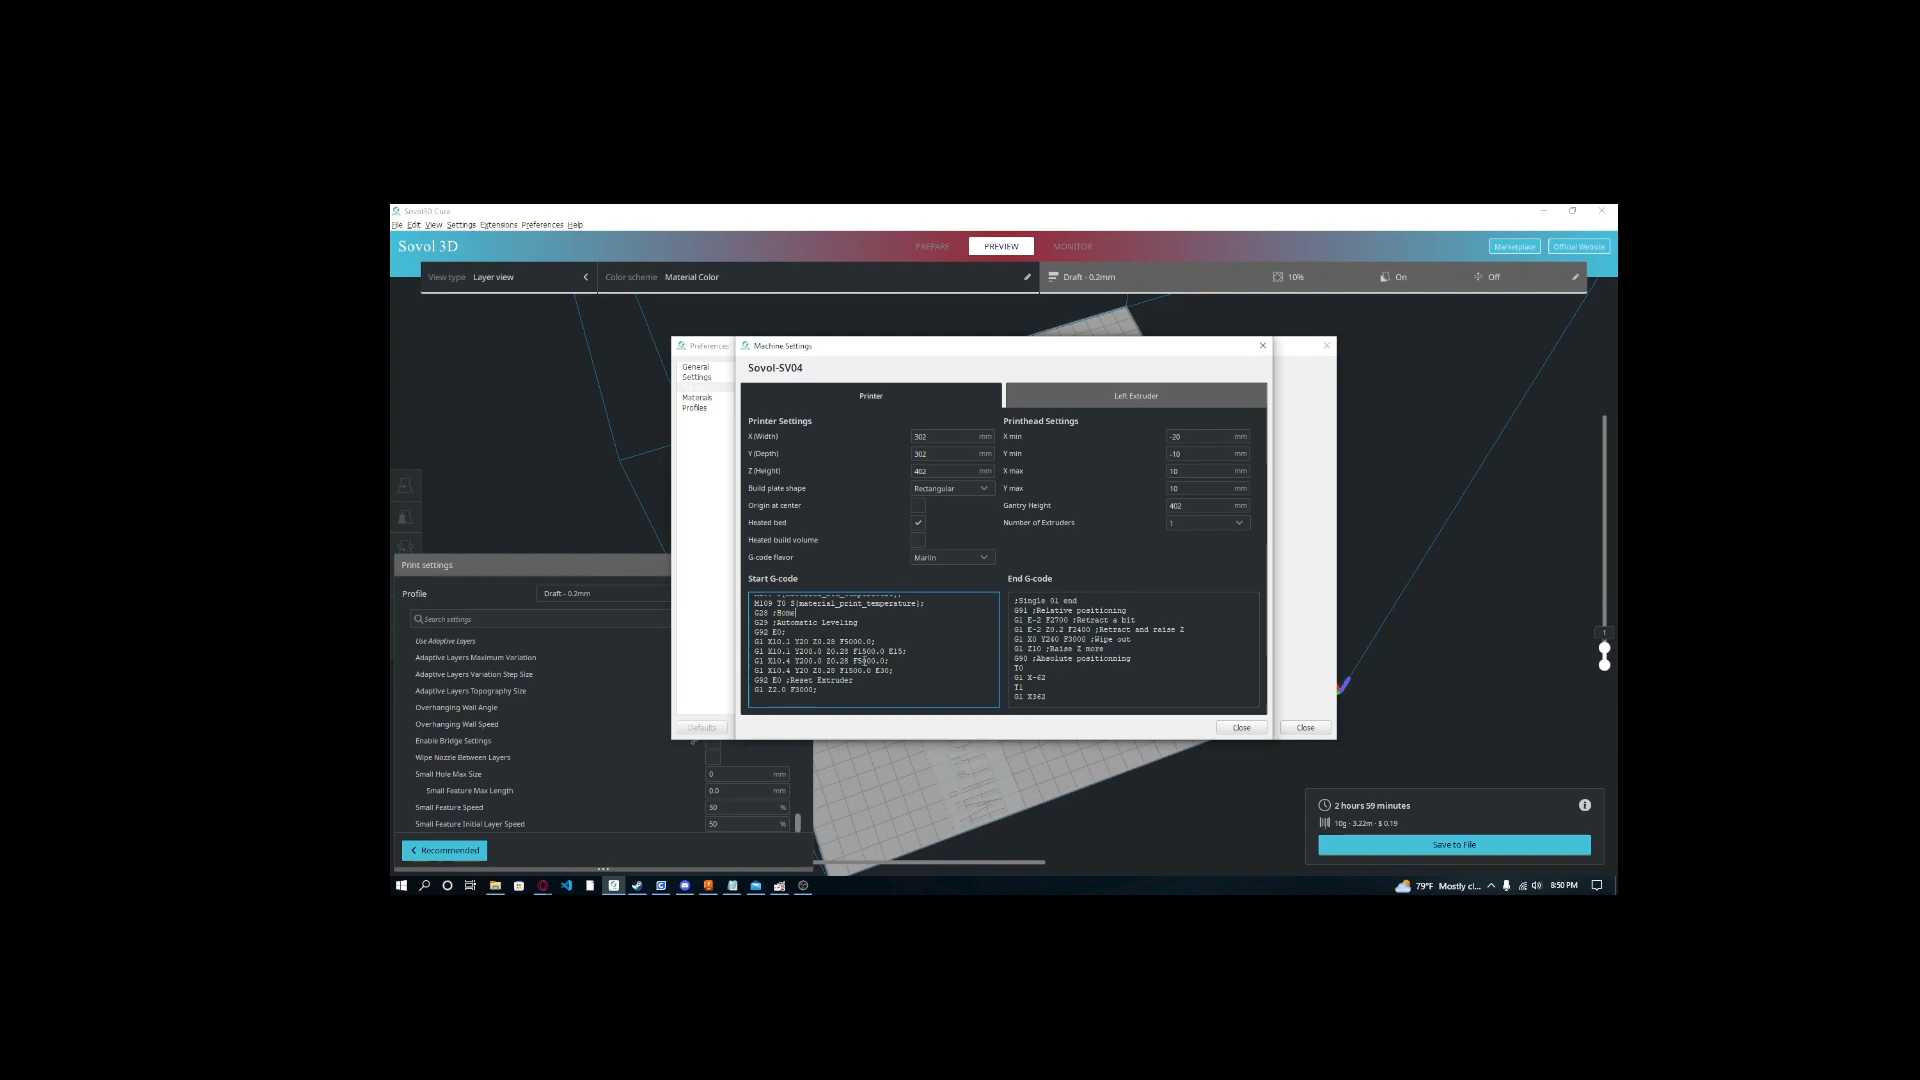 Sovol3D Cura
File Edit View Settings Extensions Preferences Help
Sovol 3D
PREPARE
PREVIEW
MONITOR
Marketplace
Official Website
View type Layer view
Color scheme Material Color
Draft - 0.2mm
10%
On
Off
Preferences
Machine Settings
General
Settings
Materials
Profiles
Defaults
Sovol-SV04
Printer
Left Extruder
Printer Settings
X (Width) 302 mm
Y (Depth) 302 mm
Z (Height) 402 mm
Build plate shape Rectangular
Origin at center
Heated bed
Heated build volume
G-code flavor Marlin
Printhead Settings
X min -20 mm
Y min -10 mm
X max 10 mm
Y max 10 mm
Gantry Height 402 mm
Number of Extruders 1
Start G-code
M109 T0 S{material_print_temperature};
G28 ;Home
G29 ;Automatic Leveling
G92 E0;
G1 X10.1 Y20 Z0.28 F5000.0;
G1 X10.1 Y200.0 Z0.28 F1500.0 E15;
G1 X10.4 Y200.0 Z0.28 F5000.0;
G1 X10.4 Y20 Z0.28 F1500.0 E30;
G92 E0 ;Reset Extruder
G1 Z2.0 F3000;
End G-code
;Single 01 end
G91 ;Relative positioning
G1 E-2 F2700 ;Retract a bit
G1 E-2 Z0.2 F2400 ;Retract and raise Z
G1 X0 Y240 F3000 ;Wipe out
G1 Z10 ;Raise Z more
G90 ;Absolute positionning
T0
G1 X-62
T1
G1 X362
Close
Close
Print settings
Profile Draft - 0.2mm
Search settings
Use Adaptive Layers
Adaptive Layers Maximum Variation
Adaptive Layers Variation Step Size
Adaptive Layers Topography Size
Overhanging Wall Angle
Overhanging Wall Speed
Enable Bridge Settings
Wipe Nozzle Between Layers
Small Hole Max Size 0 mm
Small Feature Max Length 0.0 mm
Small Feature Speed 50 %
Small Feature Initial Layer Speed 50 %
Recommended
1
2 hours 59 minutes
10g · 3.22m · $ 0.19
Save to File
79°F Mostly cl...
8:50 PM